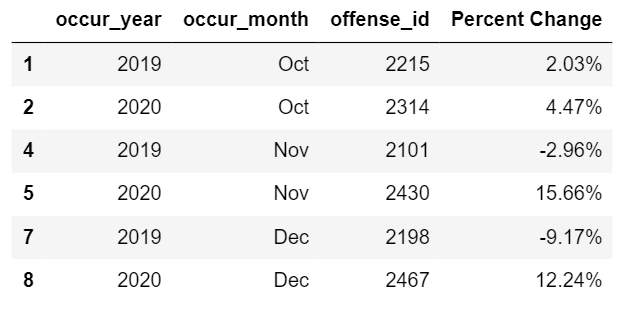 occur_year occur_month offense_id Percent Change
1 2019 Oct 2215 2.03%
2 2020 Oct 2314 4.47%
4 2019 Nov 2101 -2.96%
5 2020 Nov 2430 15.66%
7 2019 Dec 2198 -9.17%
8 2020 Dec 2467 12.24%